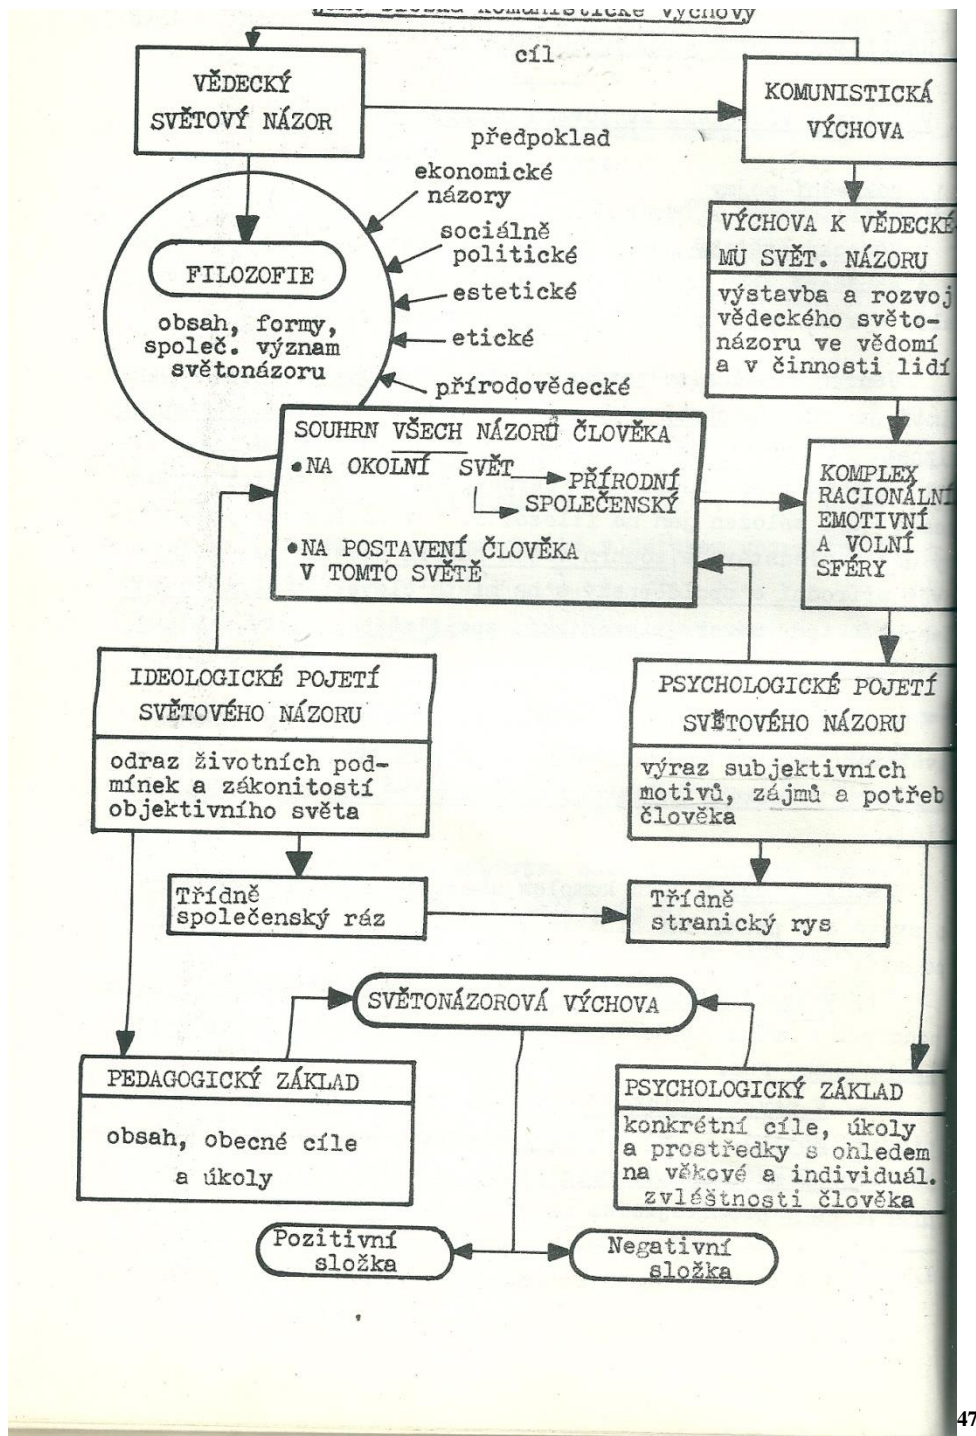 jako složka komunistické výchovy
cíl
VĚDECKÝ
SVĚTOVÝ NÁZOR
KOMUNISTICKÁ
VÝCHOVA
předpoklad
ekonomické
názory
sociálně
politické
estetické
etické
přírodovědecké
FILOZOFIE
obsah, formy,
společ. význam
světonázoru
VÝCHOVA K VĚDECKÉ-
MU SVĚT. NÁZORU
výstavba a rozvoj
vědeckého světo-
názoru ve vědomí
a v činnosti lidí
SOUHRN VŠECH NÁZORŮ ČLOVĚKA
• NA OKOLNÍ SVĚT
PŘÍRODNÍ
SPOLEČENSKÝ
• NA POSTAVENÍ ČLOVĚKA
V TOMTO SVĚTĚ
KOMPLEX
RACIONÁLNÍ
EMOTIVNÍ
A VOLNÍ
SFÉRY
IDEOLOGICKÉ POJETÍ
SVĚTOVÉHO NÁZORU
odraz životních pod-
mínek a zákonitostí
objektivního světa
PSYCHOLOGICKÉ POJETÍ
SVĚTOVÉHO NÁZORU
výraz subjektivních
motivů, zájmů a potřeb
člověka
Třídně
společenský ráz
Třídně
stranický rys
SVĚTONÁZOROVÁ VÝCHOVA
PEDAGOGICKÝ ZÁKLAD
obsah, obecné cíle
a úkoly
PSYCHOLOGICKÝ ZÁKLAD
konkrétní cíle, úkoly
a prostředky s ohledem
na věkové a individuál.
zvláštnosti člověka
Pozitivní
složka
Negativní
složka
47